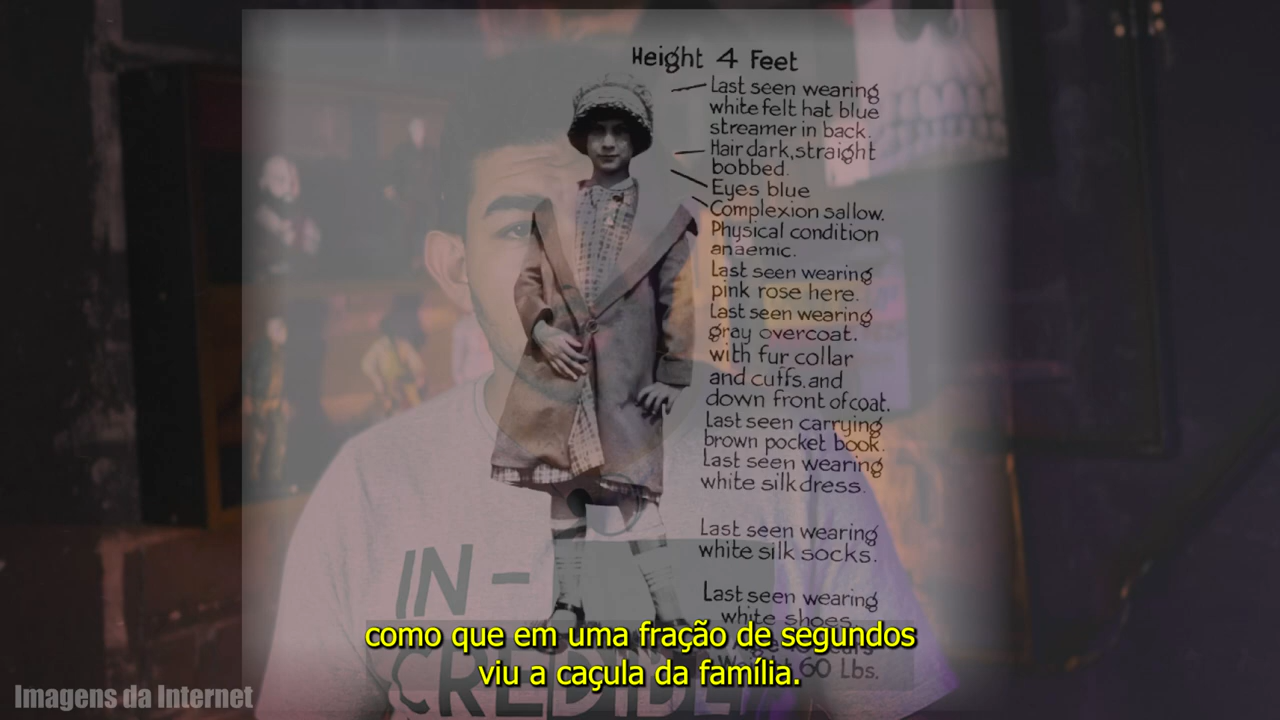 Height 4 Feet
Last seen wearing
white felt hat blue
streamer in back.
Hair dark, straight
bobbed.
Eyes blue
Complexion sallow.
Physical condition
anaemic.
Last seen wearing
pink rose here.
Last seen wearing
gray overcoat.
with fur collar
and cuffs. and
down front of coat.
Last seen carrying
brown pocket book.
Last seen wearing
white silk dress.
Last seen wearing
white silk socks.
Last seen wearing
white shoes.
60 Lbs.
IN-
como que em uma fração de segundos
viu a caçula da família.
Imagens da Internet